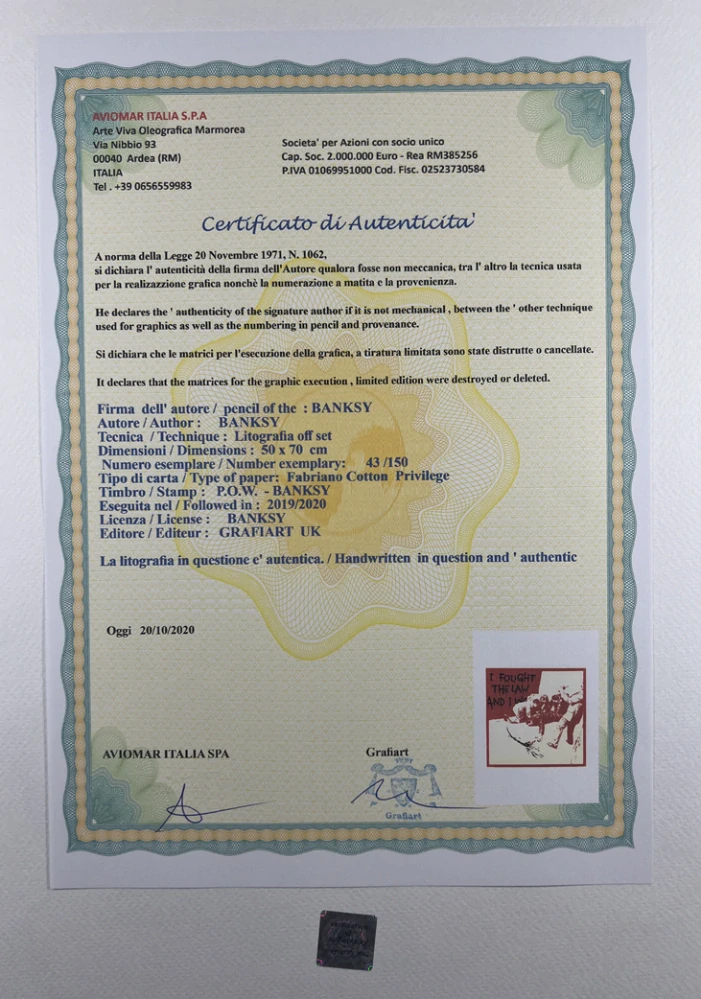 AVIOMAR ITALIA S.P.A
Arte Viva Oleografica Marmorea
Via Nibbio 93
00040 Ardea (RM)
ITALIA
Tel . +39 0656559983
Societa' per Azioni con socio unico
Cap. Soc. 2.000.000 Euro - Rea RM385256
P.IVA 01069951000 Cod. Fisc. 02523730584
Certificato di Autenticita'
A norma della Legge 20 Novembre 1971, N. 1062,
si dichiara l' autenticità della firma dell'Autore qualora fosse non meccanica, tra l' altro la tecnica usata
per la realizazzione grafica nonchè la numerazione a matita e la provenienza.
He declares the ' authenticity of the signature author if it is not mechanical , between the ' other technique
used for graphics as well as the numbering in pencil and provenance.
Si dichiara che le matrici per l'esecuzione della grafica, a tiratura limitata sono state distrutte o cancellate.
It declares that the matrices for the graphic execution , limited edition were destroyed or deleted.
Firma dell' autore / pencil of the : BANKSY
Autore / Author : BANKSY
Tecnica / Technique : Litografia off set
Dimensioni / Dimensions : 50 x 70 cm
Numero esemplare / Number exemplary: 43 /150
Tipo di carta / Type of paper: Fabriano Cotton Privilege
Timbro / Stamp : P.O.W. - BANKSY
Eseguita nel / Followed in : 2019/2020
Licenza / License : BANKSY
Editore / Editeur : GRAFIART UK
La litografia in questione e' autentica. / Handwritten in question and ' authentic
Oggi 20/10/2020
I FOUGHT
THE LAW
AND I
AVIOMAR ITALIA SPA
Grafiart
Grafiart